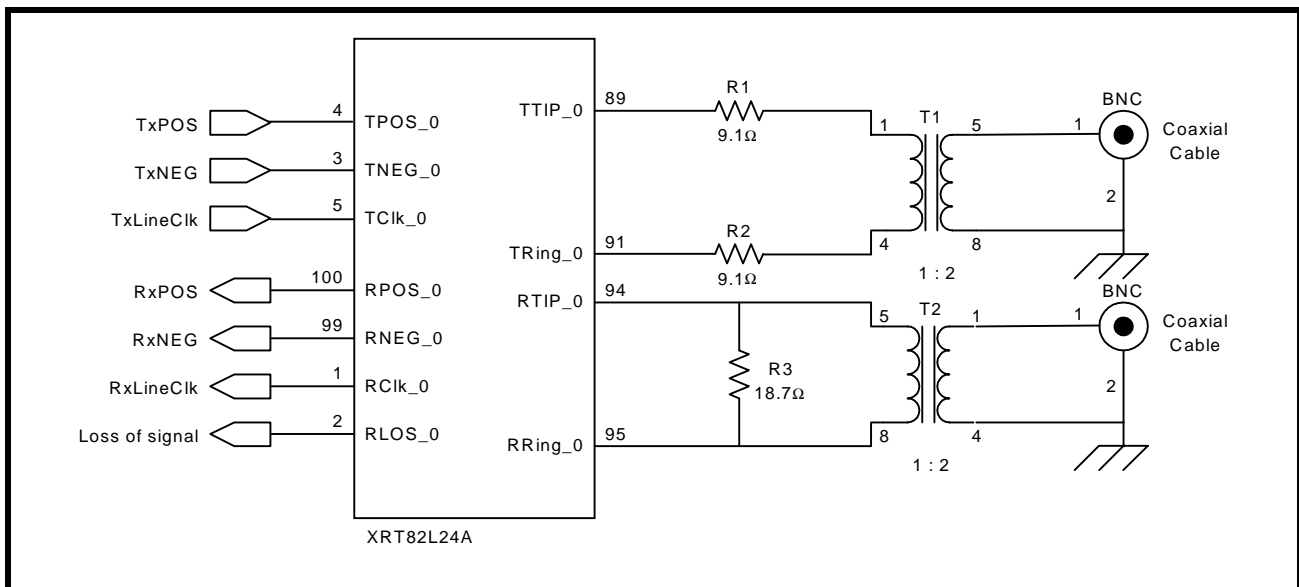 TxPOS
4
TPOS_0
TxNEG
3
TNEG_0
TxLineClk
5
TClk_0
RxPOS
100
RPOS_0
RxNEG
99
RNEG_0
RxLineClk
1
RClk_0
Loss of signal
2
RLOS_0
TTIP_0
89
TRing_0
91
RTIP_0
94
RRing_0
95
XRT82L24A
R1
9.1Ω
R2
9.1Ω
R3
18.7Ω
T1
1
5
4
8
1 : 2
T2
5
1
8
4
1 : 2
BNC
1
2
Coaxial
Cable
BNC
1
2
Coaxial
Cable